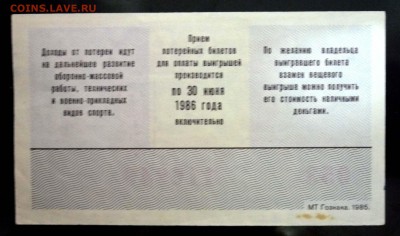 COINS.LAVE.RU
Доходы от лотереи идут
на дальнейшее развитие
оборонно-массовой
работы, технических
и военно-прикладных
видов спорта.
Прием
лотерейных билетов
для оплаты выигрышей
производится
по 30 июня
1986 года
включительно
По желанию владельца
выигравшего билета
взамен вещевого
выигрыша можно получить
его стоимость наличными
деньгами.
МТ Гознака. 1985.